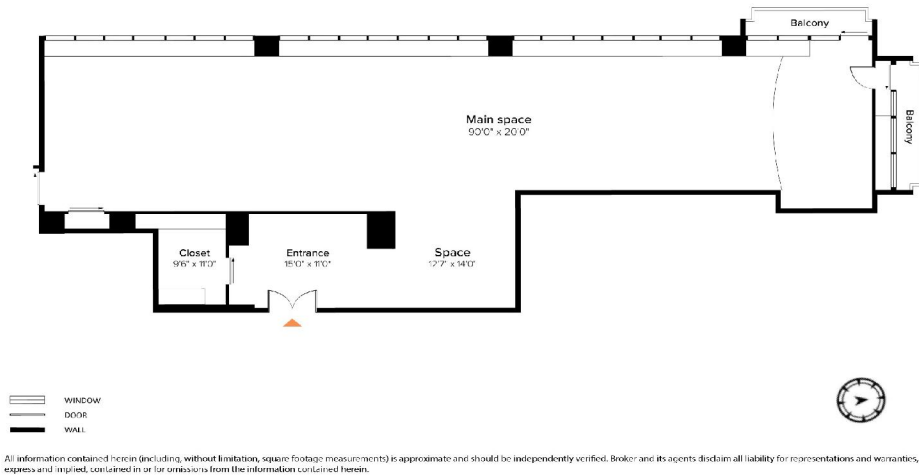 Balcony
Main space
90'0" x 20'0"
Balcony
Closet
9'6" x 11'0"
Entrance
15'0" x 11'0"
Space
12'7" x 14'0"
WINDOW
DOOR
WALL
All information contained herein (including, without limitation, square footage measurements) is approximate and should be independently verified. Broker and its agents disclaim all liability for representations and warranties,
express and implied, contained in or for omissions from the information contained herein.